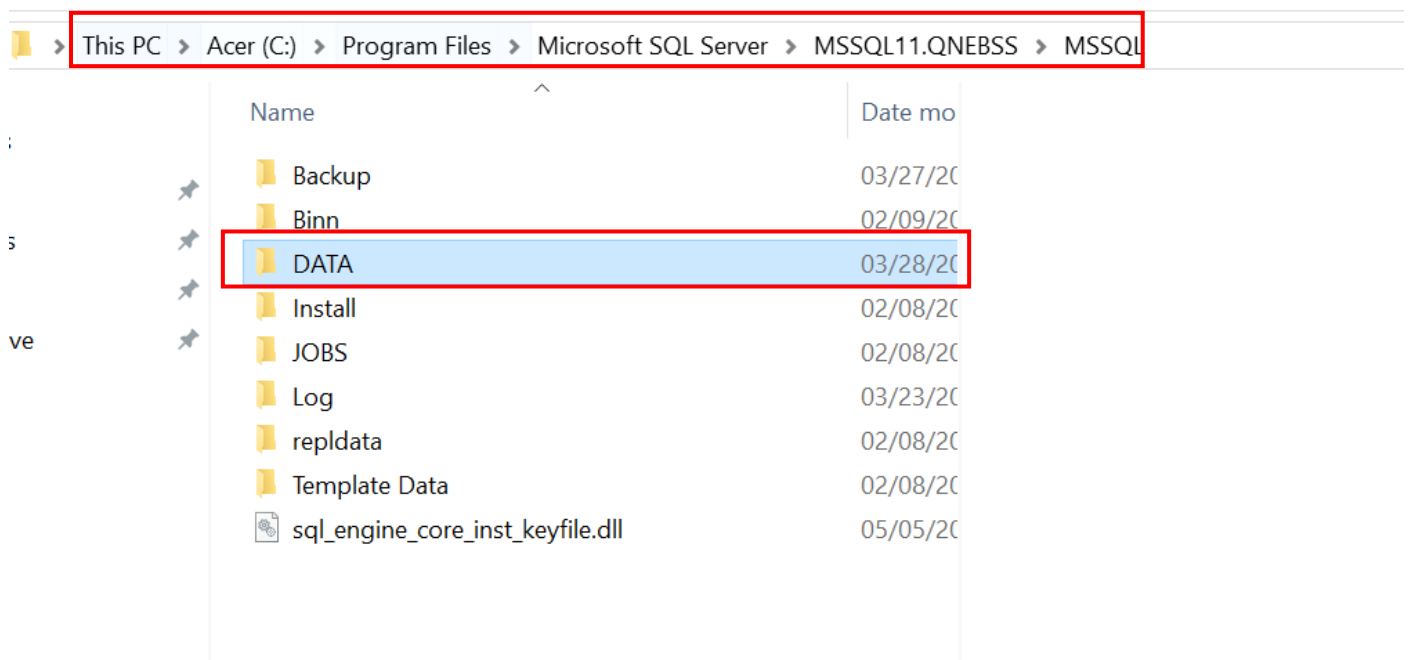 This PC > Acer (C:) > Program Files > Microsoft SQL Server > MSSQL11.QNEBSS > MSSQL
Name Date mo
Backup 03/27/20
Binn 02/09/20
s
DATA 03/28/20
Install 02/08/20
ve
JOBS 02/08/20
Log 03/23/20
repldata 02/08/20
Template Data 02/08/20
sql_engine_core_inst_keyfile.dll 05/05/20